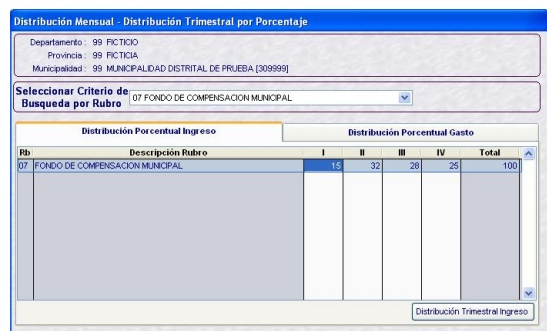 Distribución Mensual - Distribución Trimestral por Porcentaje
Departamento : 99 FICTICIO
Provincia : 99 FICTICIA
Municipalidad : 99 MUNICIPALIDAD DISTRITAL DE PRUEBA [309999]
Seleccionar Criterio de
Busqueda por Rubro 07 FONDO DE COMPENSACION MUNICIPAL
Distribución Porcentual Ingreso Distribución Porcentual Gasto
Rb Descripción Rubro I II III IV Total
07 FONDO DE COMPENSACION MUNICIPAL 15 32 28 25 100
Distribución Trimestral Ingreso